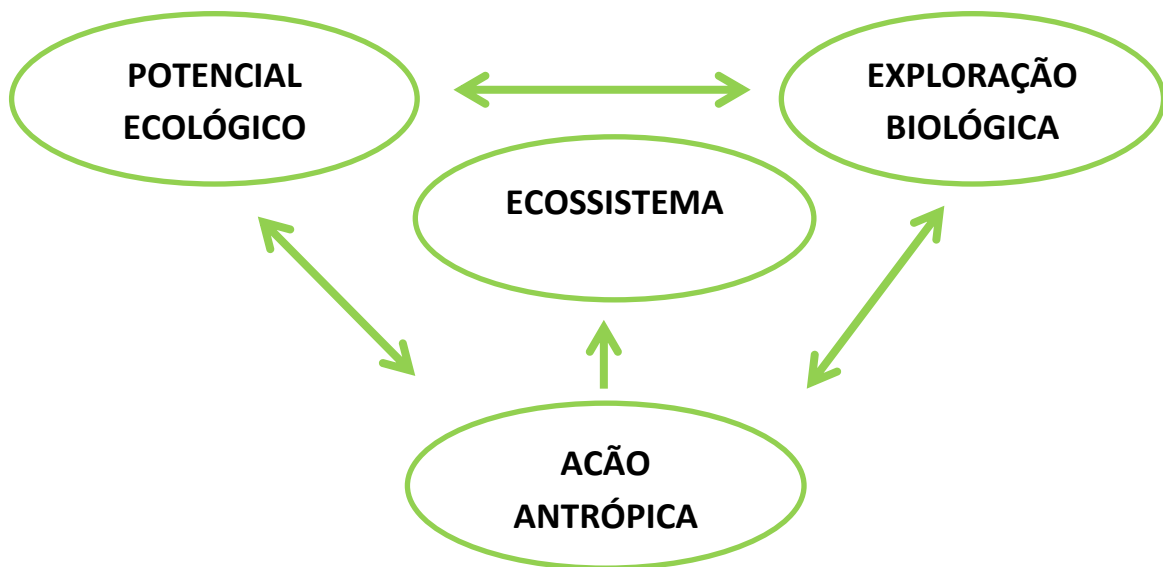 POTENCIAL
ECOLÓGICO
EXPLORAÇÃO
BIOLÓGICA
ECOSSISTEMA
ACÃO
ANTRÓPICA